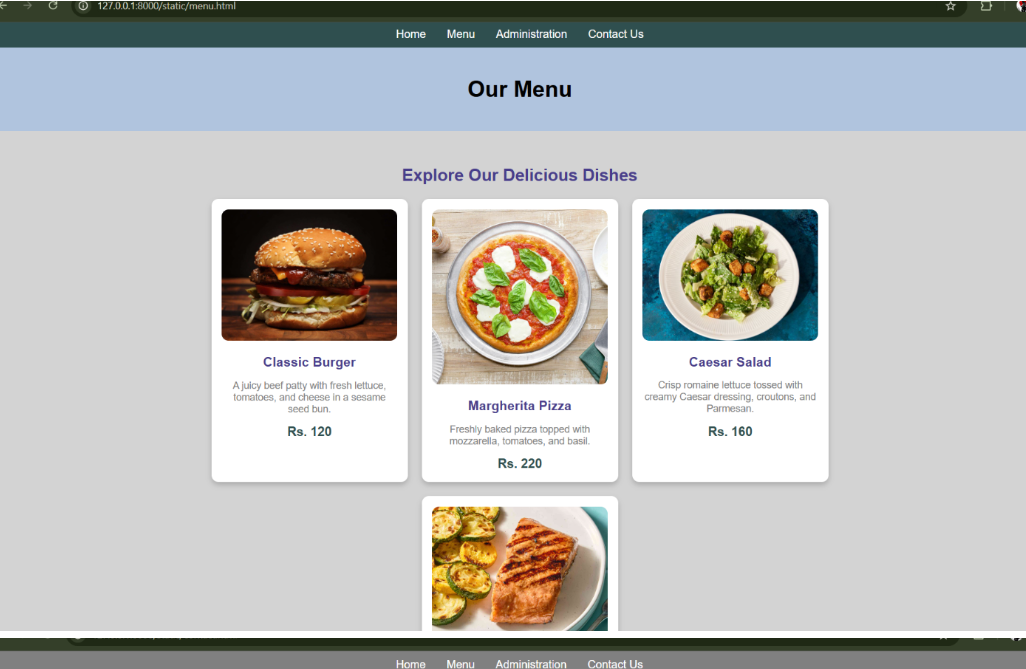 127.0.0.1:8000/static/menu.html
Home Menu Administration Contact Us
Our Menu
Explore Our Delicious Dishes
Classic Burger
A juicy beef patty with fresh lettuce,
tomatoes, and cheese in a sesame
seed bun.
Rs. 120
Margherita Pizza
Freshly baked pizza topped with
mozzarella, tomatoes, and basil.
Rs. 220
Caesar Salad
Crisp romaine lettuce tossed with
creamy Caesar dressing, croutons, and
Parmesan.
Rs. 160
Home Menu Administration Contact Us